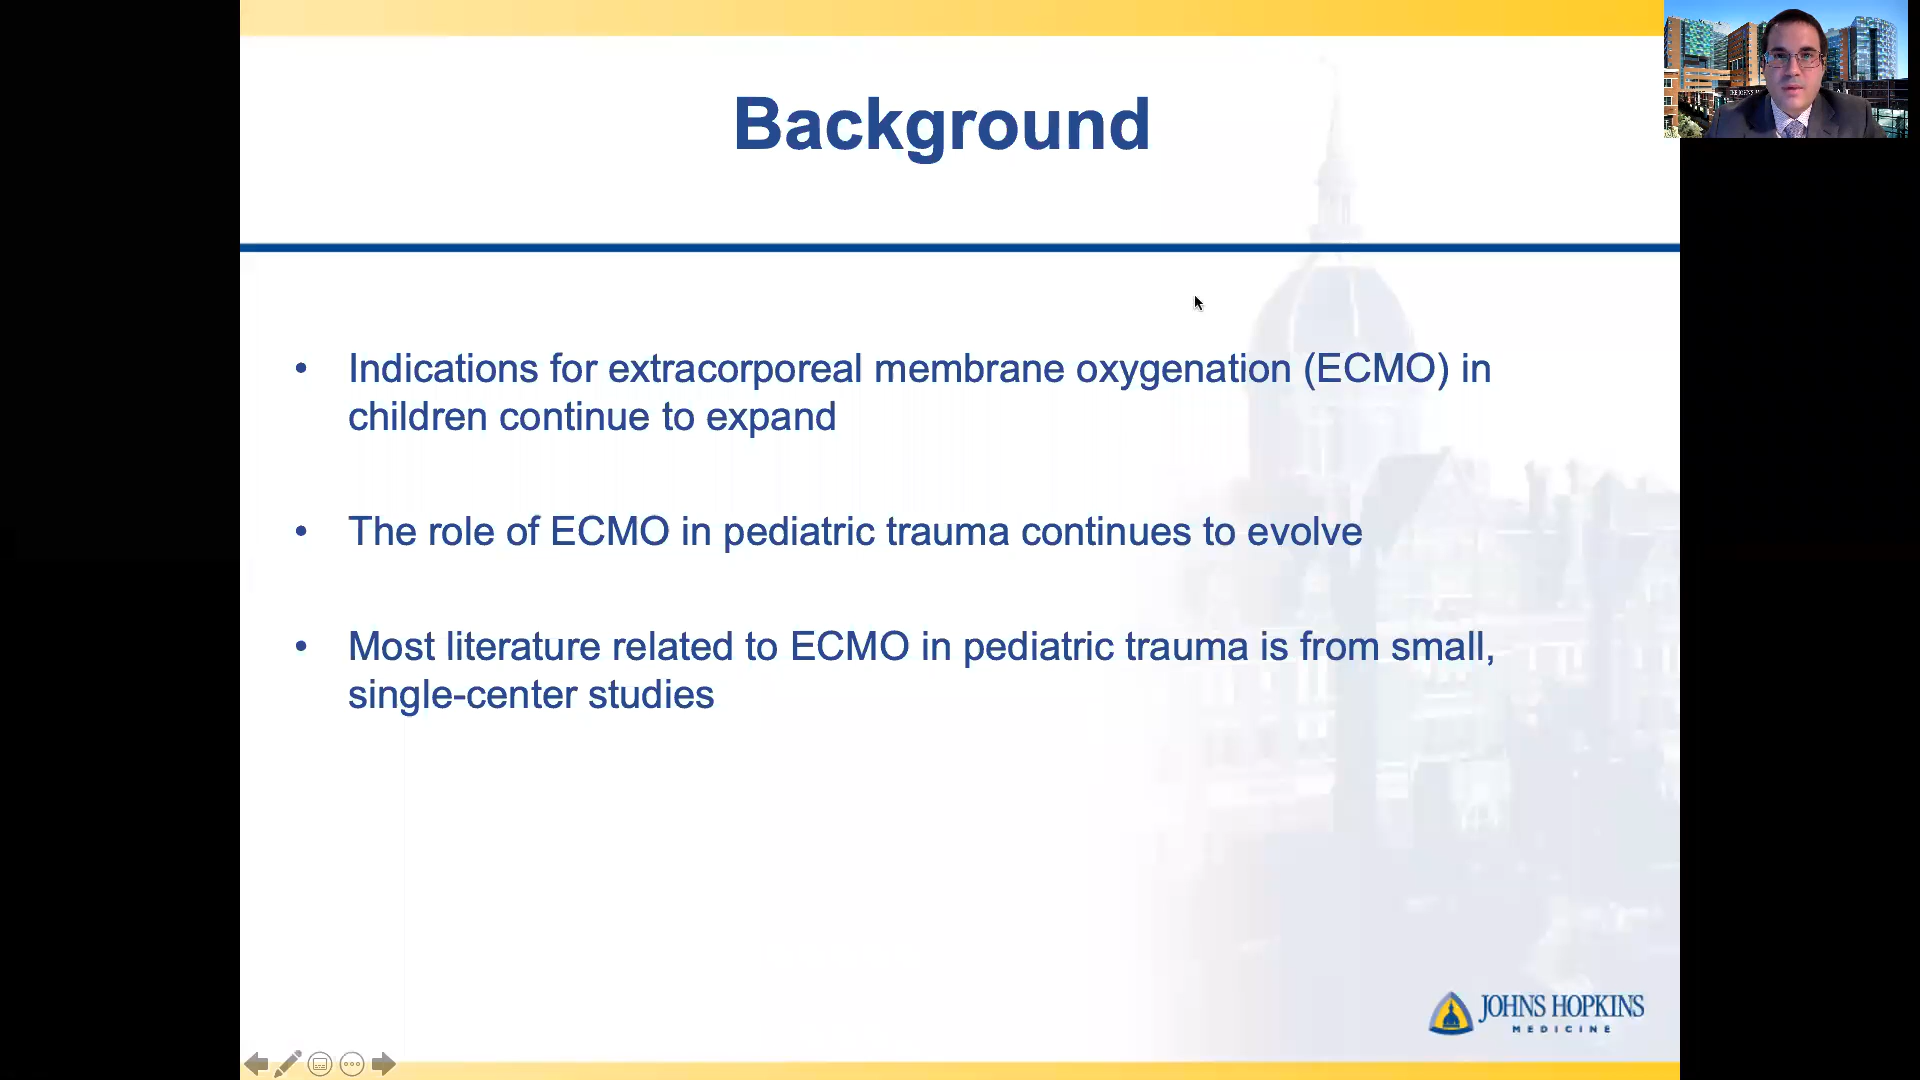 Background
• Indications for extracorporeal membrane oxygenation (ECMO) in
children continue to expand
• The role of ECMO in pediatric trauma continues to evolve
• Most literature related to ECMO in pediatric trauma is from small,
single-center studies
JOHNS HOPKINS
MEDICINE